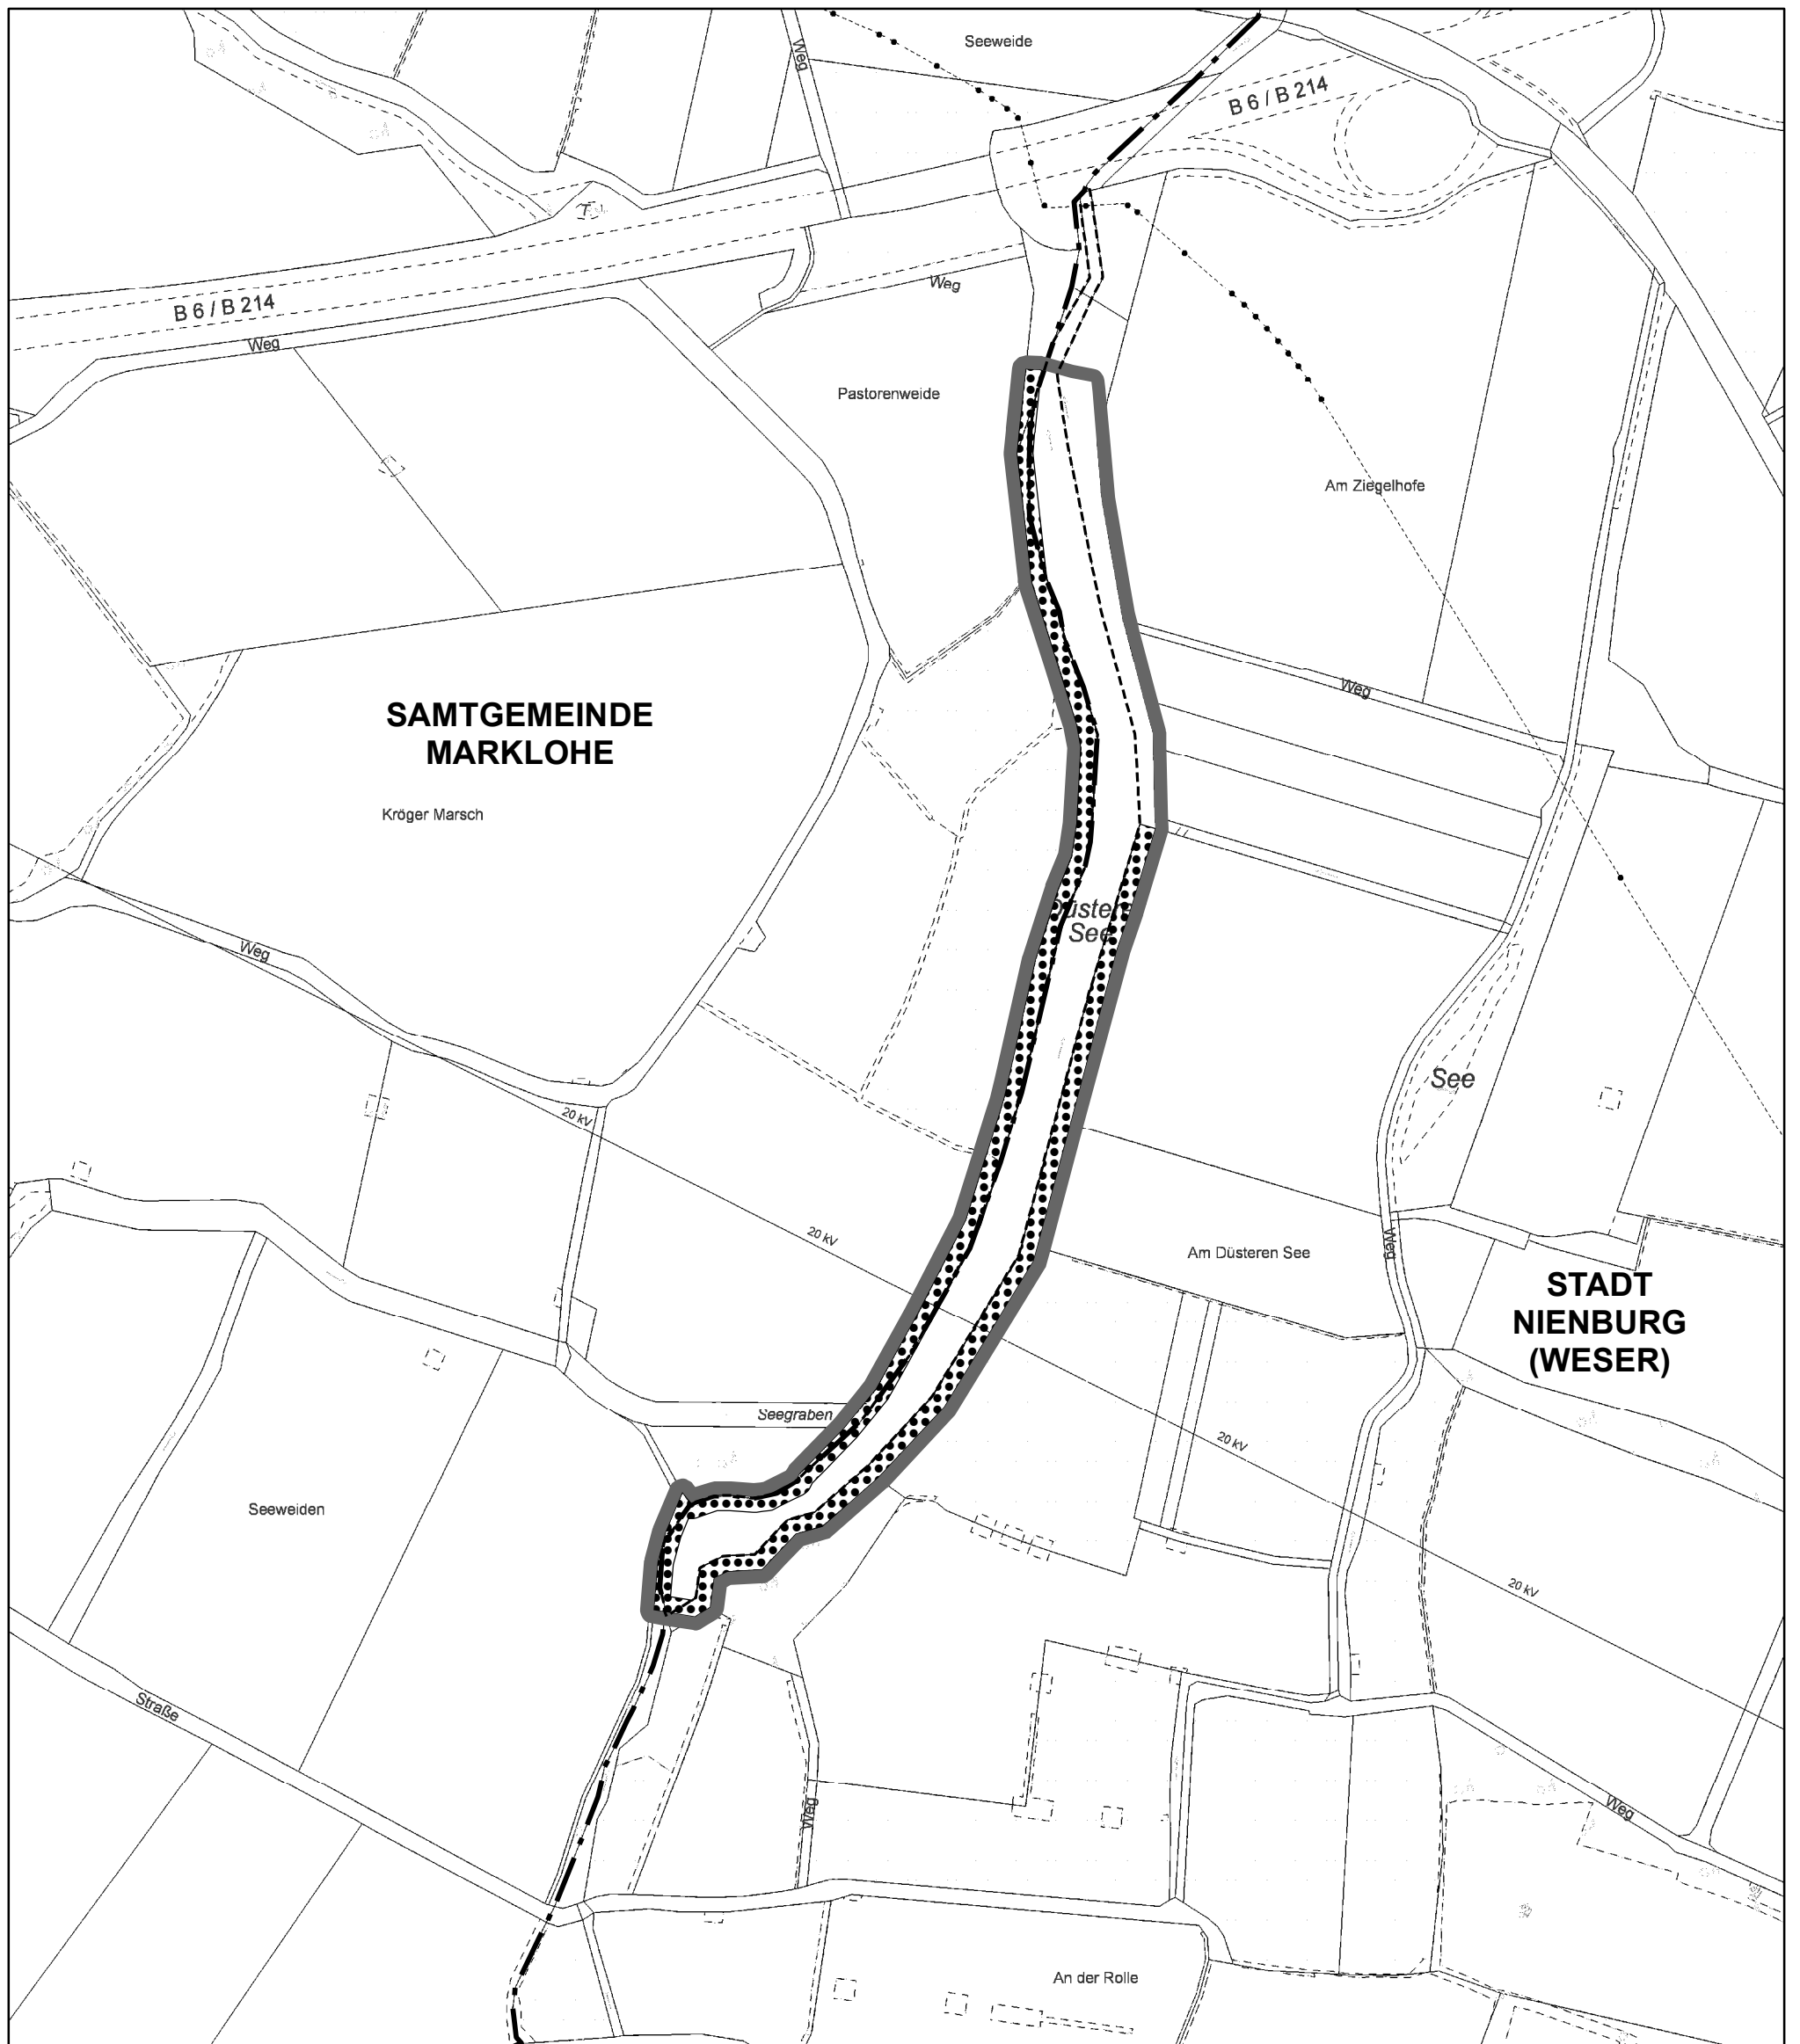 Seeweide
Weg
B 6 / B 214
Weg
B 6 / B 214
Weg
Pastorenweide
Am Ziegelhofe
Weg
SAMTGEMEINDE
MARKLOHE
Kröger Marsch
Düstere
See
Weg
See
20 kV
20 kV
Am Düsteren See
Weg
STADT
NIENBURG
(WESER)
Seegraben
20 kV
Seeweiden
20 kV
Straße
Weg
Weg
An der Rolle